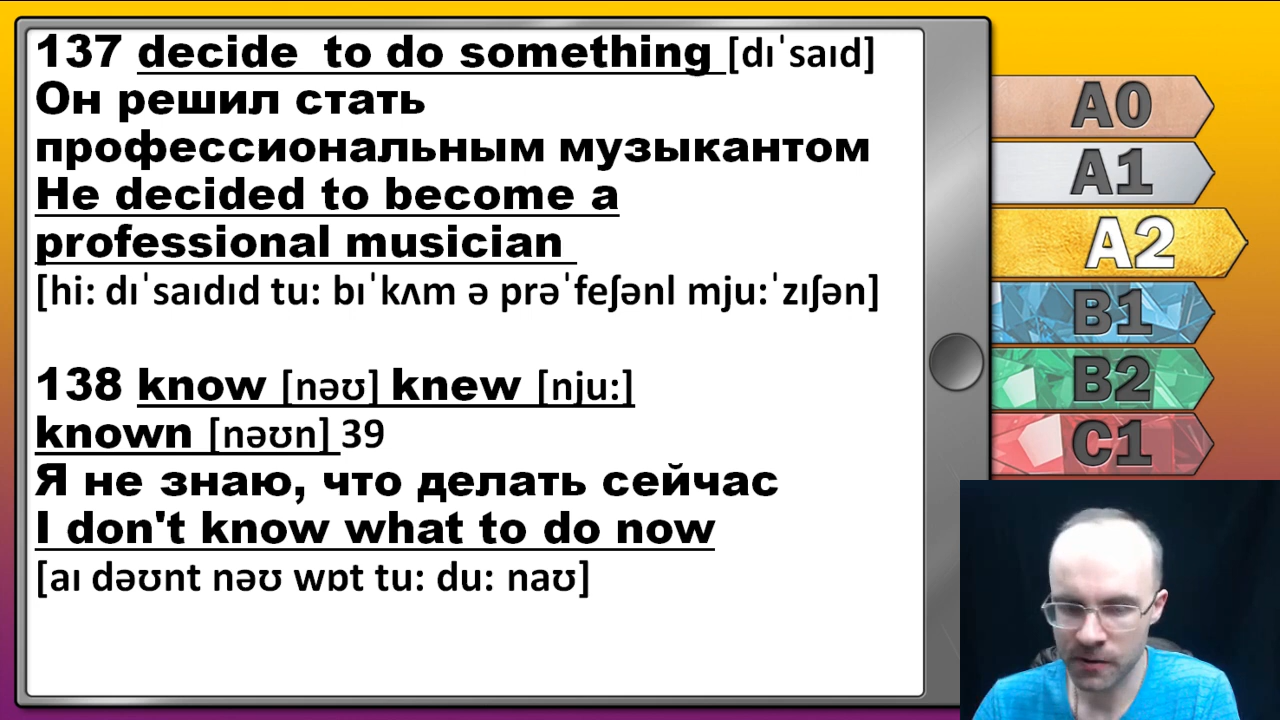 137 decide  to do something [dɪˈsaɪd]
Он решил стать
профессиональным музыкантом
He decided to become a
professional musician
[hi: dɪˈsaɪdɪd tu: bɪˈkʌm ə prəˈfeʃənl mju:ˈzɪʃən]
138 know [nəʊ] knew [nju:]
known [nəʊn] 39
Я не знаю, что делать сейчас
I don't know what to do now
[aɪ dəʊnt nəʊ wɒt tu: du: naʊ]
A0
A1
A2
B1
B2
C1